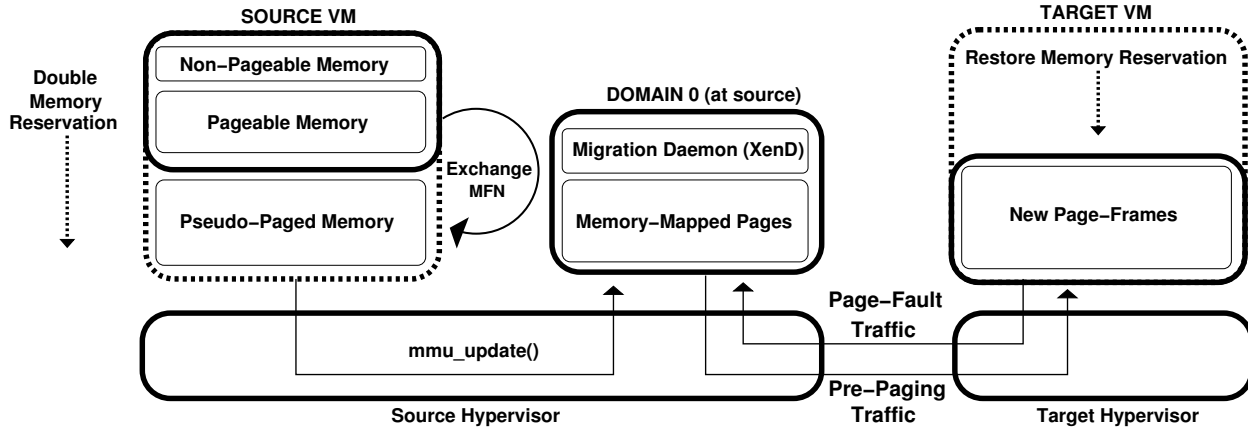 SOURCE VM
Non-Pageable Memory
Pageable Memory
Pseudo-Paged Memory
Double
Memory
Reservation
Exchange
MFN
DOMAIN 0 (at source)
Migration Daemon (XenD)
Memory-Mapped Pages
TARGET VM
Restore Memory Reservation
New Page-Frames
mmu_update()
Page-Fault
Traffic
Pre-Paging
Traffic
Source Hypervisor
Target Hypervisor